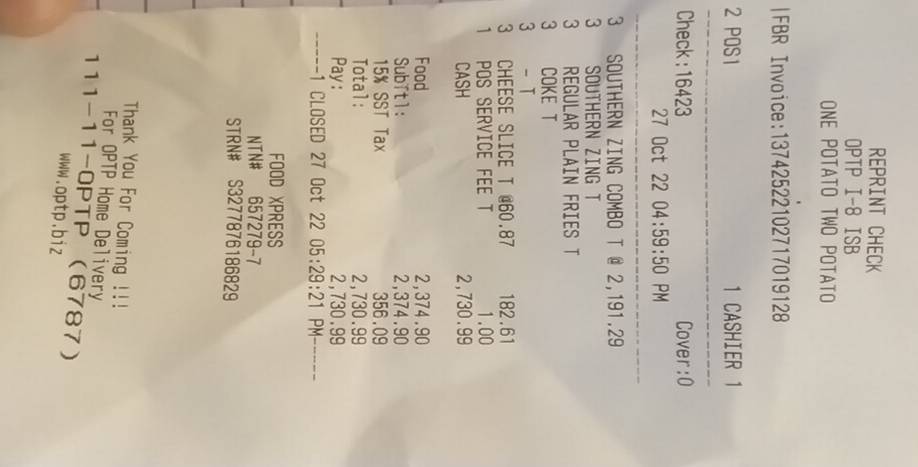 REPRINT CHECK
OPTP I-8 ISB
ONE POTATO TWO POTATO
FBR Invoice:137425221027170191​28
2 POS1 1 CASHIER 1
Check:16423 Cover:0
27 Oct 22 04:59:50 PM
3 SOUTHERN ZING COMBO T @ 2,191.29
3 SOUTHERN ZING T
3 REGULAR PLAIN FRIES T
3 COKE T
3 - T
3 CHEESE SLICE T @60.87 182.61
1 POS SERVICE FEE T 1.00
CASH 2,730.99
Food 2,374.90
Subttl: 2,374.90
15% SST Tax 356.09
Total: 2,730.99
Pay: 2,730.99
-----1 CLOSED 27 Oct 22 05:29:21 PM-----
FOOD XPRESS
NTN# 657279-7
STRN# S3277876186829
Thank You For Coming !!!
For OPTP Home Delivery
111-11-OPTP (6787)
www.optp.biz